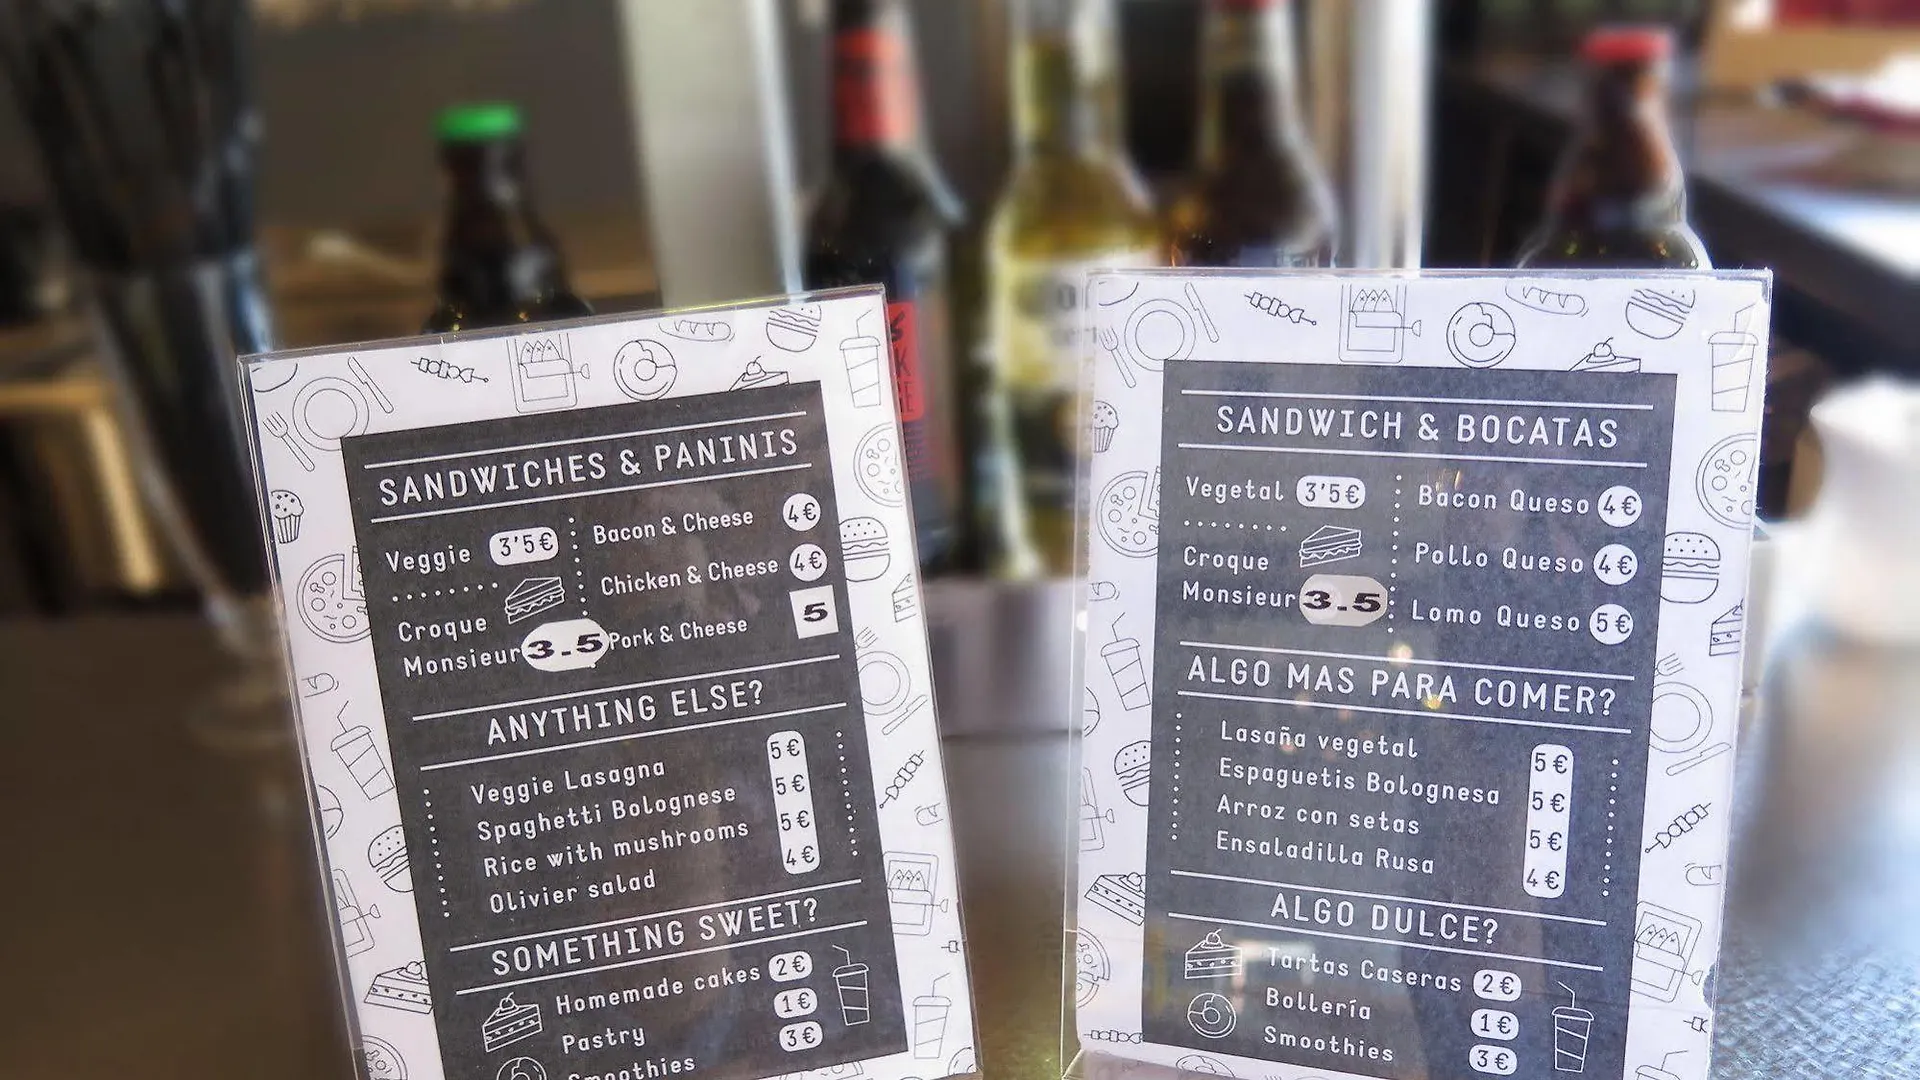 SANDWICHES & PANINIS
Veggie 3'5€
Croque
Monsieur 3.5
Bacon & Cheese 4€
Chicken & Cheese 4€
Pork & Cheese 5
ANYTHING ELSE?
Veggie Lasagna 5€
Spaghetti Bolognese 5€
Rice with mushrooms 5€
Olivier salad 4€
SOMETHING SWEET?
Homemade cakes 2€
Pastry 1€
Smoothies 3€
SANDWICH & BOCATAS
Vegetal 3'5€
Croque
Monsieur 3.5
Bacon Queso 4€
Pollo Queso 4€
Lomo Queso 5€
ALGO MAS PARA COMER?
Lasaña vegetal 5€
Espaguetis Bolognesa 5€
Arroz con setas 5€
Ensaladilla Rusa 4€
ALGO DULCE?
Tartas Caseras 2€
Bollería 1€
Smoothies 3€